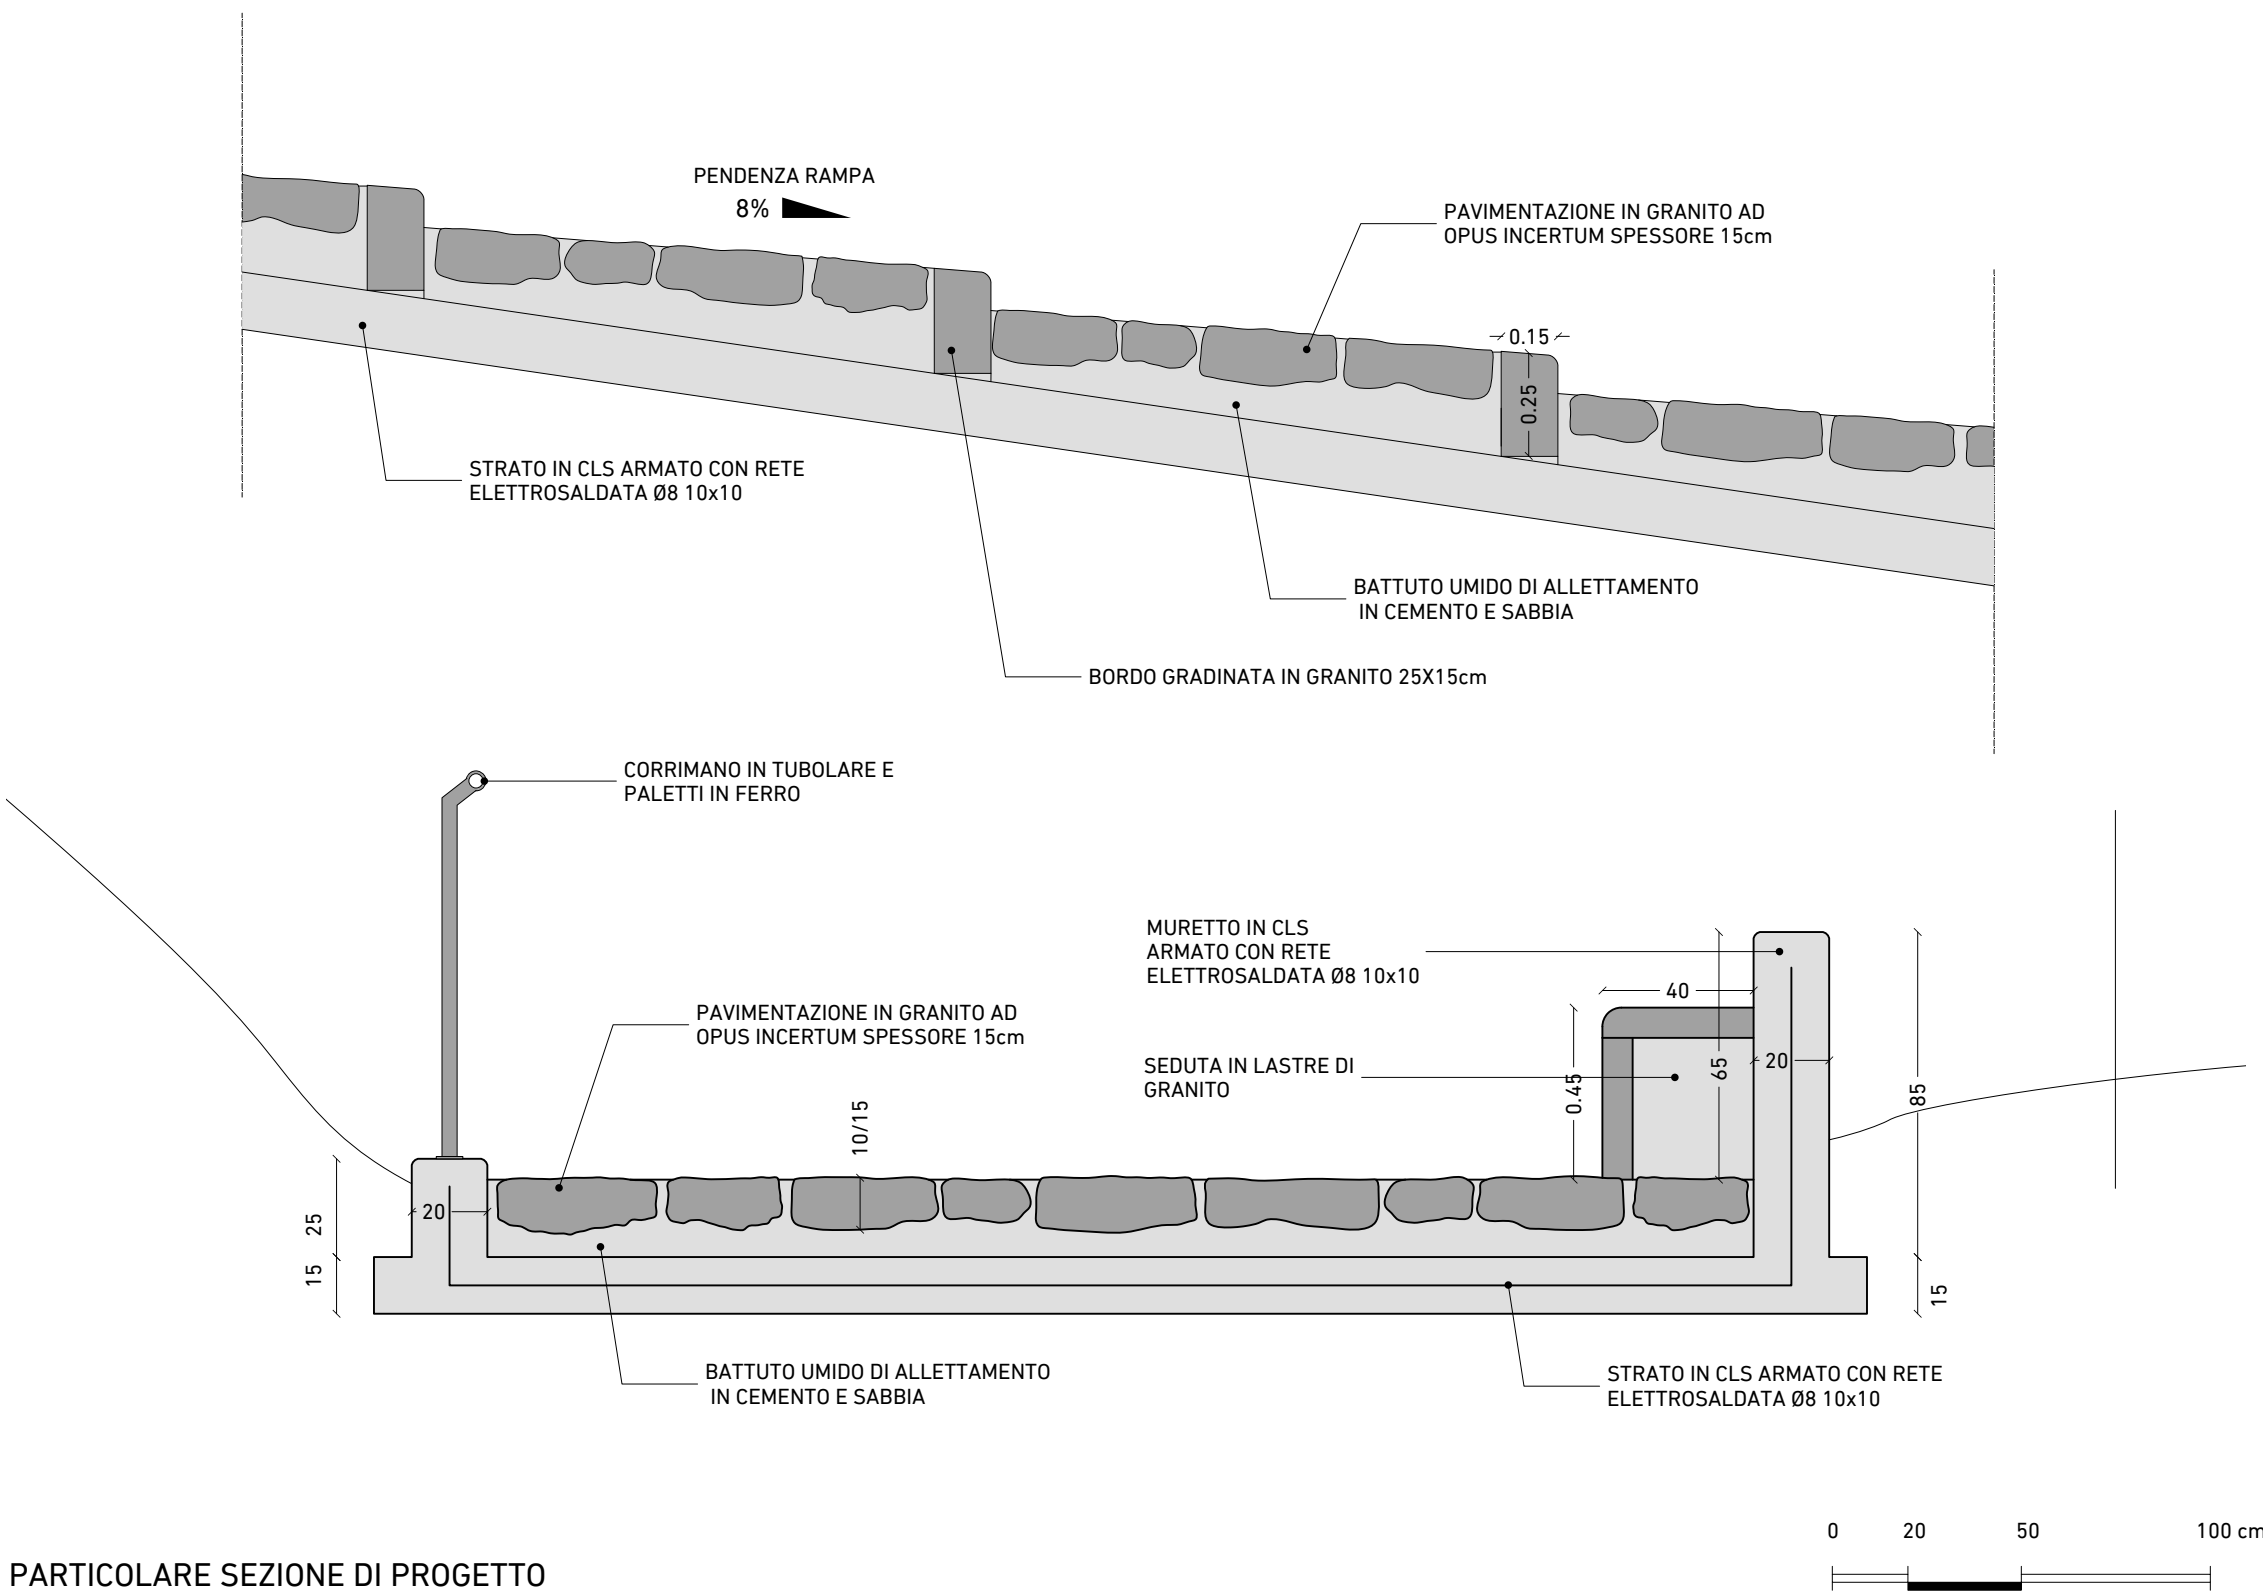 PENDENZA RAMPA
8%
PAVIMENTAZIONE IN GRANITO AD
OPUS INCERTUM SPESSORE 15cm
0.15
0.25
STRATO IN CLS ARMATO CON RETE
ELETTROSALDATA Ø8 10x10
BATTUTO UMIDO DI ALLETTAMENTO
IN CEMENTO E SABBIA
BORDO GRADINATA IN GRANITO 25X15cm
CORRIMANO IN TUBOLARE E
PALETTI IN FERRO
MURETTO IN CLS
ARMATO CON RETE
ELETTROSALDATA Ø8 10x10
40
PAVIMENTAZIONE IN GRANITO AD
OPUS INCERTUM SPESSORE 15cm
SEDUTA IN LASTRE DI
GRANITO
0.45
65
20
85
10/15
20
25
15
15
BATTUTO UMIDO DI ALLETTAMENTO
IN CEMENTO E SABBIA
STRATO IN CLS ARMATO CON RETE
ELETTROSALDATA Ø8 10x10
0 20 50 100 cm
PARTICOLARE SEZIONE DI PROGETTO